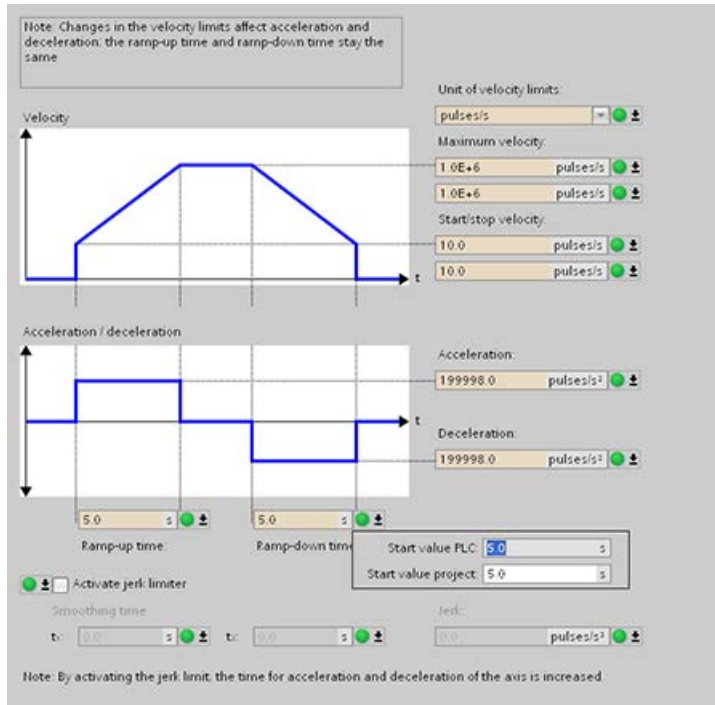 Note: Changes in the velocity limits affect acceleration and
deceleration; the ramp-up time and ramp-down time stay the
same
Unit of velocity limits:
pulses/s
Velocity
Maximum velocity:
1.0E+6 pulses/s
1.0E+6 pulses/s
Start/stop velocity:
10.0 pulses/s
10.0 pulses/s
t
Acceleration / deceleration
Acceleration:
199998.0 pulses/s²
t
Deceleration:
199998.0 pulses/s²
5.0 s
5.0 s
Ramp-up time:
Ramp-down time
Start value PLC: 5.0 s
Start value project: 5.0 s
Activate jerk limiter
Smoothing time
Jerk:
0.0 s
0.0 s
0.0 pulses/s³
Note: By activating the jerk limit, the time for acceleration and deceleration of the axis is increased